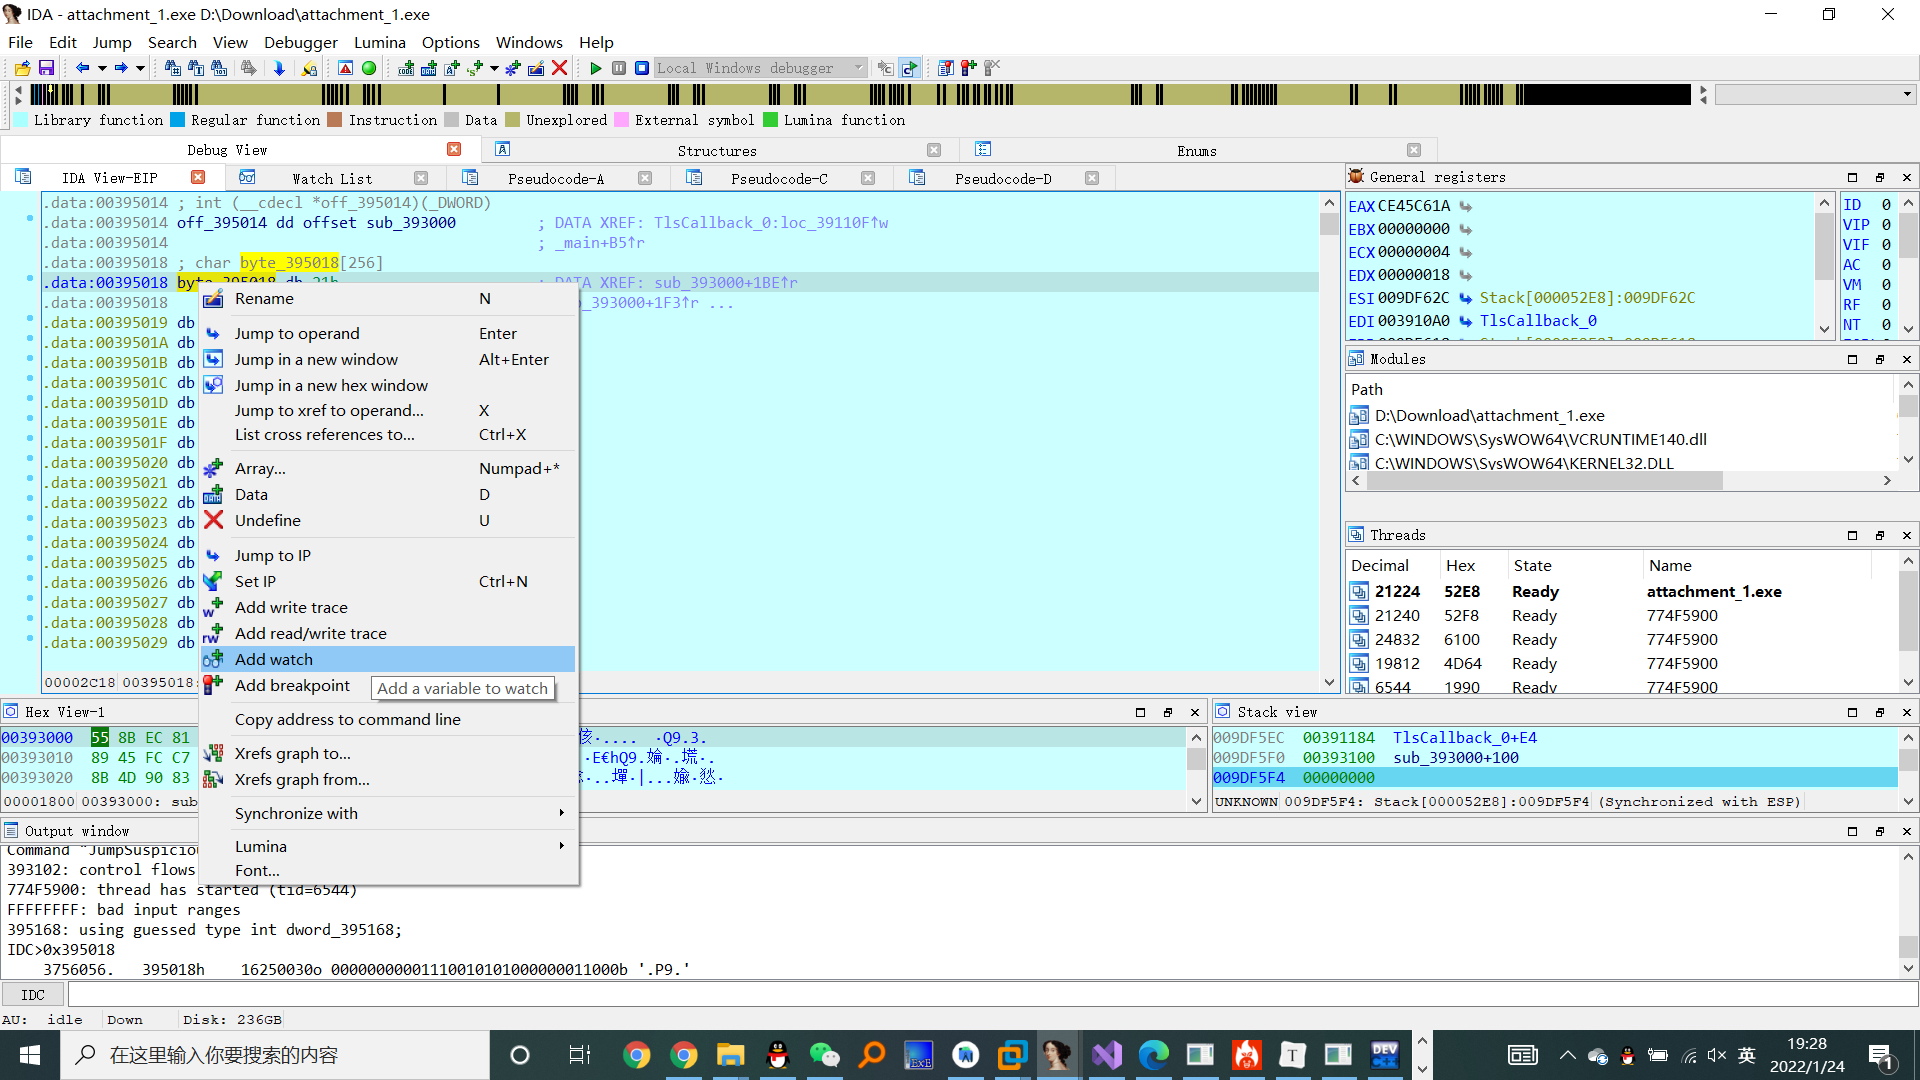 IDA - attachment_1.exe D:\Download\attachment_1.exe
File Edit Jump Search View Debugger Lumina Options Windows Help
Local Windows debugger
Library function Regular function Instruction Data Unexplored External symbol Lumina function
Debug View Structures Enums
IDA View-EIP Watch List Pseudocode-A Pseudocode-C Pseudocode-D
.data:00395014 ; int (__cdecl *off_395014)(_DWORD)
.data:00395014 off_395014 dd offset sub_393000 ; DATA XREF: TlsCallback_0:loc_39110F↑w
.data:00395014 ; _main+B5↑r
.data:00395018 ; char byte_395018[256]
.data:00395018 byte_395018 db 21h ; DATA XREF: sub_393000+1BE↑r
.data:00395018 _393000+1F3↑r ...
.data:00395019 db
.data:0039501A db
.data:0039501B db
.data:0039501C db
.data:0039501D db
.data:0039501E db
.data:0039501F db
.data:00395020 db
.data:00395021 db
.data:00395022 db
.data:00395023 db
.data:00395024 db
.data:00395025 db
.data:00395026 db
.data:00395027 db
.data:00395028 db
.data:00395029 db
00002C18 00395018:
Rename N
Jump to operand Enter
Jump in a new window Alt+Enter
Jump in a new hex window
Jump to xref to operand... X
List cross references to... Ctrl+X
Array... Numpad+*
Data D
Undefine U
Jump to IP
Set IP Ctrl+N
Add write trace
Add read/write trace
Add watch
Add breakpoint
Add a variable to watch
Copy address to command line
Xrefs graph to...
Xrefs graph from...
Synchronize with
Lumina
Font...
General registers
EAX CE45C61A
EBX 00000000
ECX 00000004
EDX 00000018
ESI 009DF62C Stack[000052E8]:009DF62C
EDI 003910A0 TlsCallback_0
ID 0
VIP 0
VIF 0
AC 0
VM 0
RF 0
NT 0
Modules
Path
D:\Download\attachment_1.exe
C:\WINDOWS\SysWOW64\VCRUNTIME140.dll
C:\WINDOWS\SysWOW64\KERNEL32.DLL
Threads
Decimal Hex State Name
21224 52E8 Ready attachment_1.exe
21240 52F8 Ready 774F5900
24832 6100 Ready 774F5900
19812 4D64 Ready 774F5900
6544 1990 Ready 774F5900
Hex View-1
00393000 55 8B EC 81
00393010 89 45 FC C7
00393020 8B 4D 90 83
00001800 00393000: sub
Stack view
009DF5EC 00391184 TlsCallback_0+E4
009DF5F0 00393100 sub_393000+100
009DF5F4 00000000
UNKNOWN 009DF5F4: Stack[000052E8]:009DF5F4 (Synchronized with ESP)
Output window
Command "JumpSuspiciou
393102: control flows
774F5900: thread has started (tid=6544)
FFFFFFFF: bad input ranges
395168: using guessed type int dword_395168;
IDC>0x395018
3756056. 395018h 16250030o 00000000001110010101000000011000b '.P9.'
IDC
AU: idle Down Disk: 236GB
在这里输入你要搜索的内容
EXE
T
DEV
英
19:28
2022/1/24
1